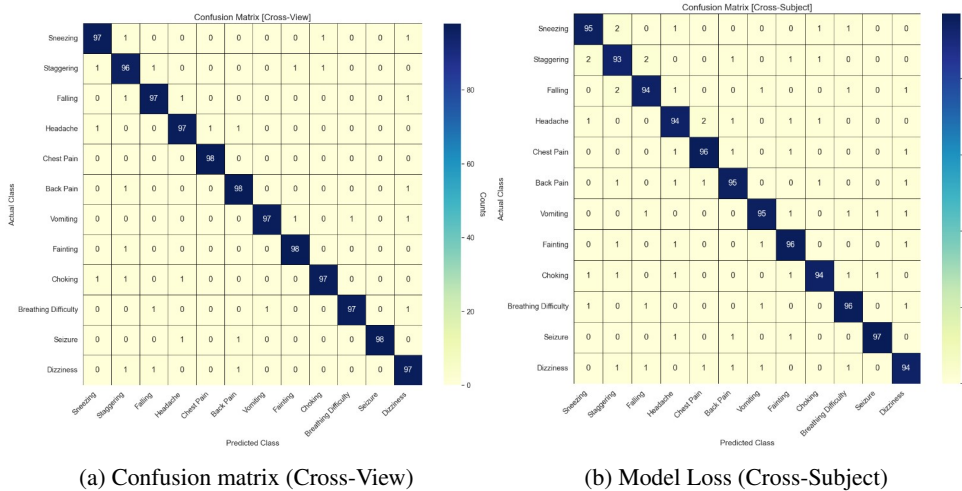 Confusion Matrix [Cross-View]
Sneezing 97 1 0 0 0 0 0 0 1 0 0 1
Staggering 1 96 1 0 0 0 0 1 1 0 0 0
Falling 0 1 97 1 0 0 0 0 0 0 0 1
Headache 1 0 0 97 1 1 0 0 0 0 0 0
Chest Pain 0 0 0 0 98 0 0 0 0 0 0 0
Back Pain 0 1 0 0 0 98 0 0 0 0 0 1
Vomiting 0 0 0 0 0 0 97 1 0 1 0 1
Fainting 0 1 0 0 0 0 0 98 0 0 0 0
Choking 0 1 0 1 0 0 0 0 97 0 0 0
Breathing Difficulty 0 0 1 0 0 0 1 0 0 97 0 1
Seizure 0 0 0 1 0 1 0 0 0 0 98 0
Dizziness 0 1 1 0 0 1 0 0 0 0 0 97
Sneezing Staggering Falling Headache Chest Pain Back Pain Vomiting Fainting Choking Breathing Difficulty Seizure Dizziness
Predicted Class
Actual Class
80
60
40
20
0
Counts
Confusion Matrix [Cross-Subject]
Sneezing 95 2 0 0 1 0 0 0 1 0 0 1
Staggering 2 93 2 0 0 0 1 1 1 0 0 0
Falling 0 2 94 1 0 0 0 1 0 0 0 1
Headache 1 0 0 94 2 1 0 1 0 0 0 0
Chest Pain 0 0 0 1 96 1 0 1 0 0 0 1
Back Pain 0 1 0 1 1 95 0 0 1 0 0 1
Vomiting 0 0 1 0 0 0 95 1 0 1 1 1
Fainting 0 1 0 1 0 0 1 96 0 0 0 1
Choking 1 1 0 1 0 0 0 1 94 1 1 0
Breathing Difficulty 1 0 1 0 0 0 1 0 0 96 0 1
Seizure 0 0 0 1 0 1 0 1 0 0 97 0
Dizziness 0 1 0 1 2 1 1 0 0 1 0 94
Sneezing Staggering Falling Headache Chest Pain Back Pain Vomiting Fainting Choking Breathing Difficulty Seizure Dizziness
Predicted Class
Actual Class
(a) Confusion matrix (Cross-View)
(b) Model Loss (Cross-Subject)